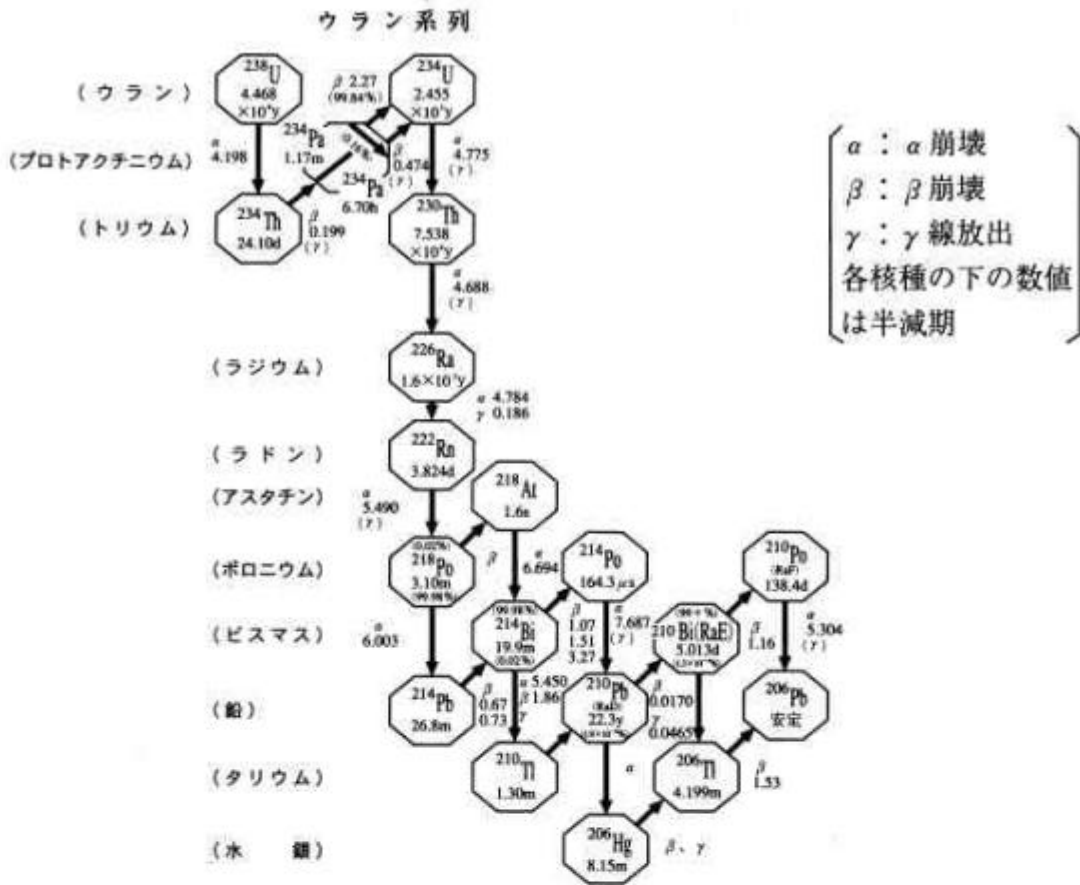 ウラン系列
(ウラン)
238U
4.468
×10⁹y
β 2.27
(99.84%)
234U
2.455
×10⁵y
(プロトアクチニウム)
α
4.198
234Pa
1.17m
234Pa
6.70h
β
0.474
(γ)
α
4.775
(γ)
(トリウム)
234Th
24.10d
β
0.199
(γ)
230Th
7.538
×10⁴y
α
4.688
(γ)
(ラジウム)
226Ra
1.6×10³y
α 4.784
γ 0.186
(ラドン)
222Rn
3.824d
(アスタチン)
α
5.490
(γ)
218At
1.6s
(ポロニウム)
(0.02%)
218Po
3.10m
(99.98%)
β
α
6.694
214Po
164.3μs
210Po
(RaF)
138.4d
(ビスマス)
α
6.003
(99.98%)
214Bi
19.9m
(0.02%)
β
1.07
1.51
3.27
α
7.687
(γ)
210Bi(RaE)
5.013d
β
1.16
α
5.304
(γ)
(鉛)
214Pb
26.8m
β
0.67
0.73
α 5.450
β 1.86
γ
210Pb
(RaD)
22.3y
β
0.0170
γ
0.0465
206Pb
安定
(タリウム)
210Tl
1.30m
α
206Tl
4.199m
β
1.53
(水銀)
206Hg
8.15m
β、γ
α:α崩壊
β:β崩壊
γ:γ線放出
各核種の下の数値
は半減期